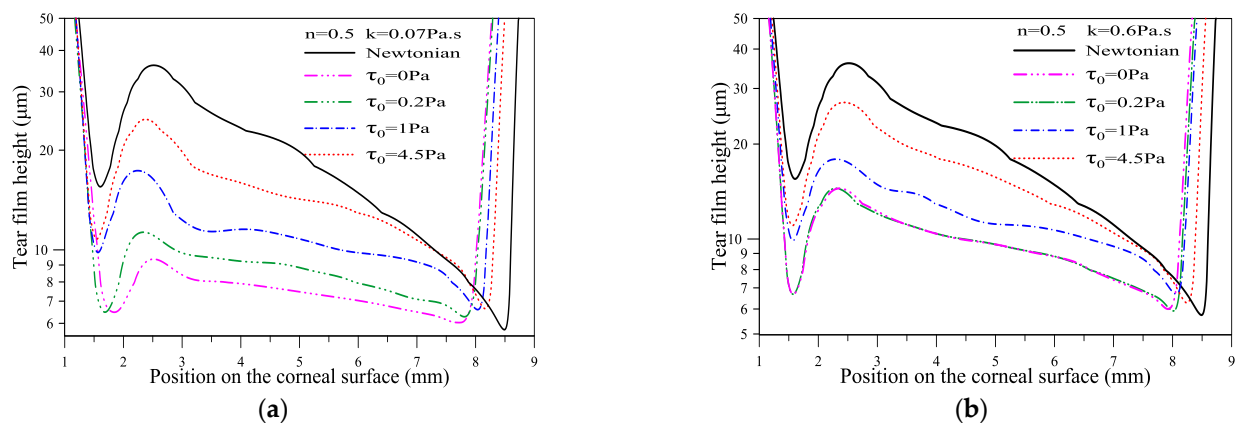 50
40
30
20
10
9
8
7
6
Tear film height (μm)
n=0.5 k=0.07Pa.s
Newtonian
τ0=0Pa
τ0=0.2Pa
τ0=1Pa
τ0=4.5Pa
1 2 3 4 5 6 7 8 9
Position on the corneal surface (mm)
(a)
50
40
30
20
10
9
8
7
6
5
Tear film height (μm)
n=0.5 k=0.6Pa.s
Newtonian
τ0=0Pa
τ0=0.2Pa
τ0=1Pa
τ0=4.5Pa
1 2 3 4 5 6 7 8 9
Position on the corneal surface (mm)
(b)